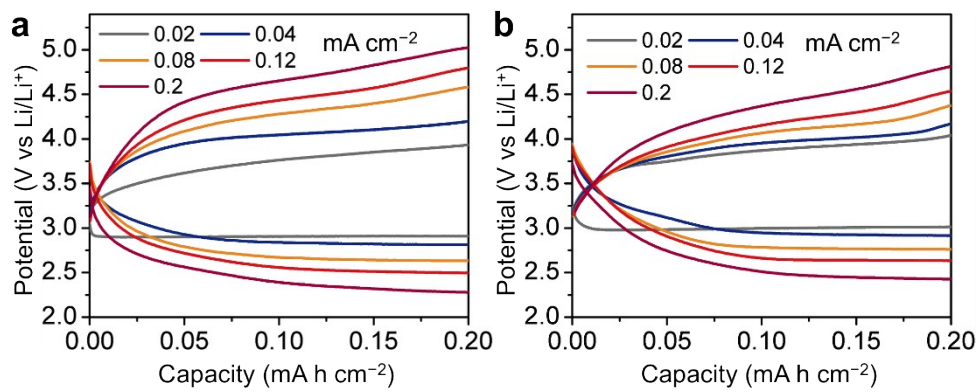 a
0.02 0.04 mA cm⁻²
0.08 0.12
0.2
Potential (V vs Li/Li⁺)
5.0
4.5
4.0
3.5
3.0
2.5
2.0
0.00 0.05 0.10 0.15 0.20
Capacity (mA h cm⁻²)
b
0.02 0.04 mA cm⁻²
0.08 0.12
0.2
Potential (V vs Li/Li⁺)
5.0
4.5
4.0
3.5
3.0
2.5
2.0
0.00 0.05 0.10 0.15 0.20
Capacity (mA h cm⁻²)